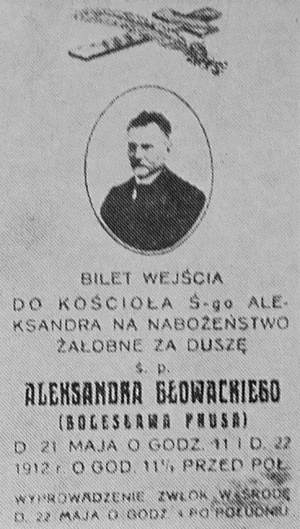 BILET WEJŚCIA
DO KOŚCIOŁA Ś-go ALE-
KSANDRA NA NABOŻEŃSTWO
ŻAŁOBNE ZA DUSZĘ
ś. p.
ALEKSANDRA GŁOWACKIEGO
(BOLESŁAWA PRUSA)
D. 21 MAJA O GODZ. 11 I D. 22
1912 r. O GOD. 11½ PRZED POŁ.
WYPROWADZENIE ZWŁOK W ŚRODĘ
D. 22 MAJA O GODZ. PO POŁUDNIU